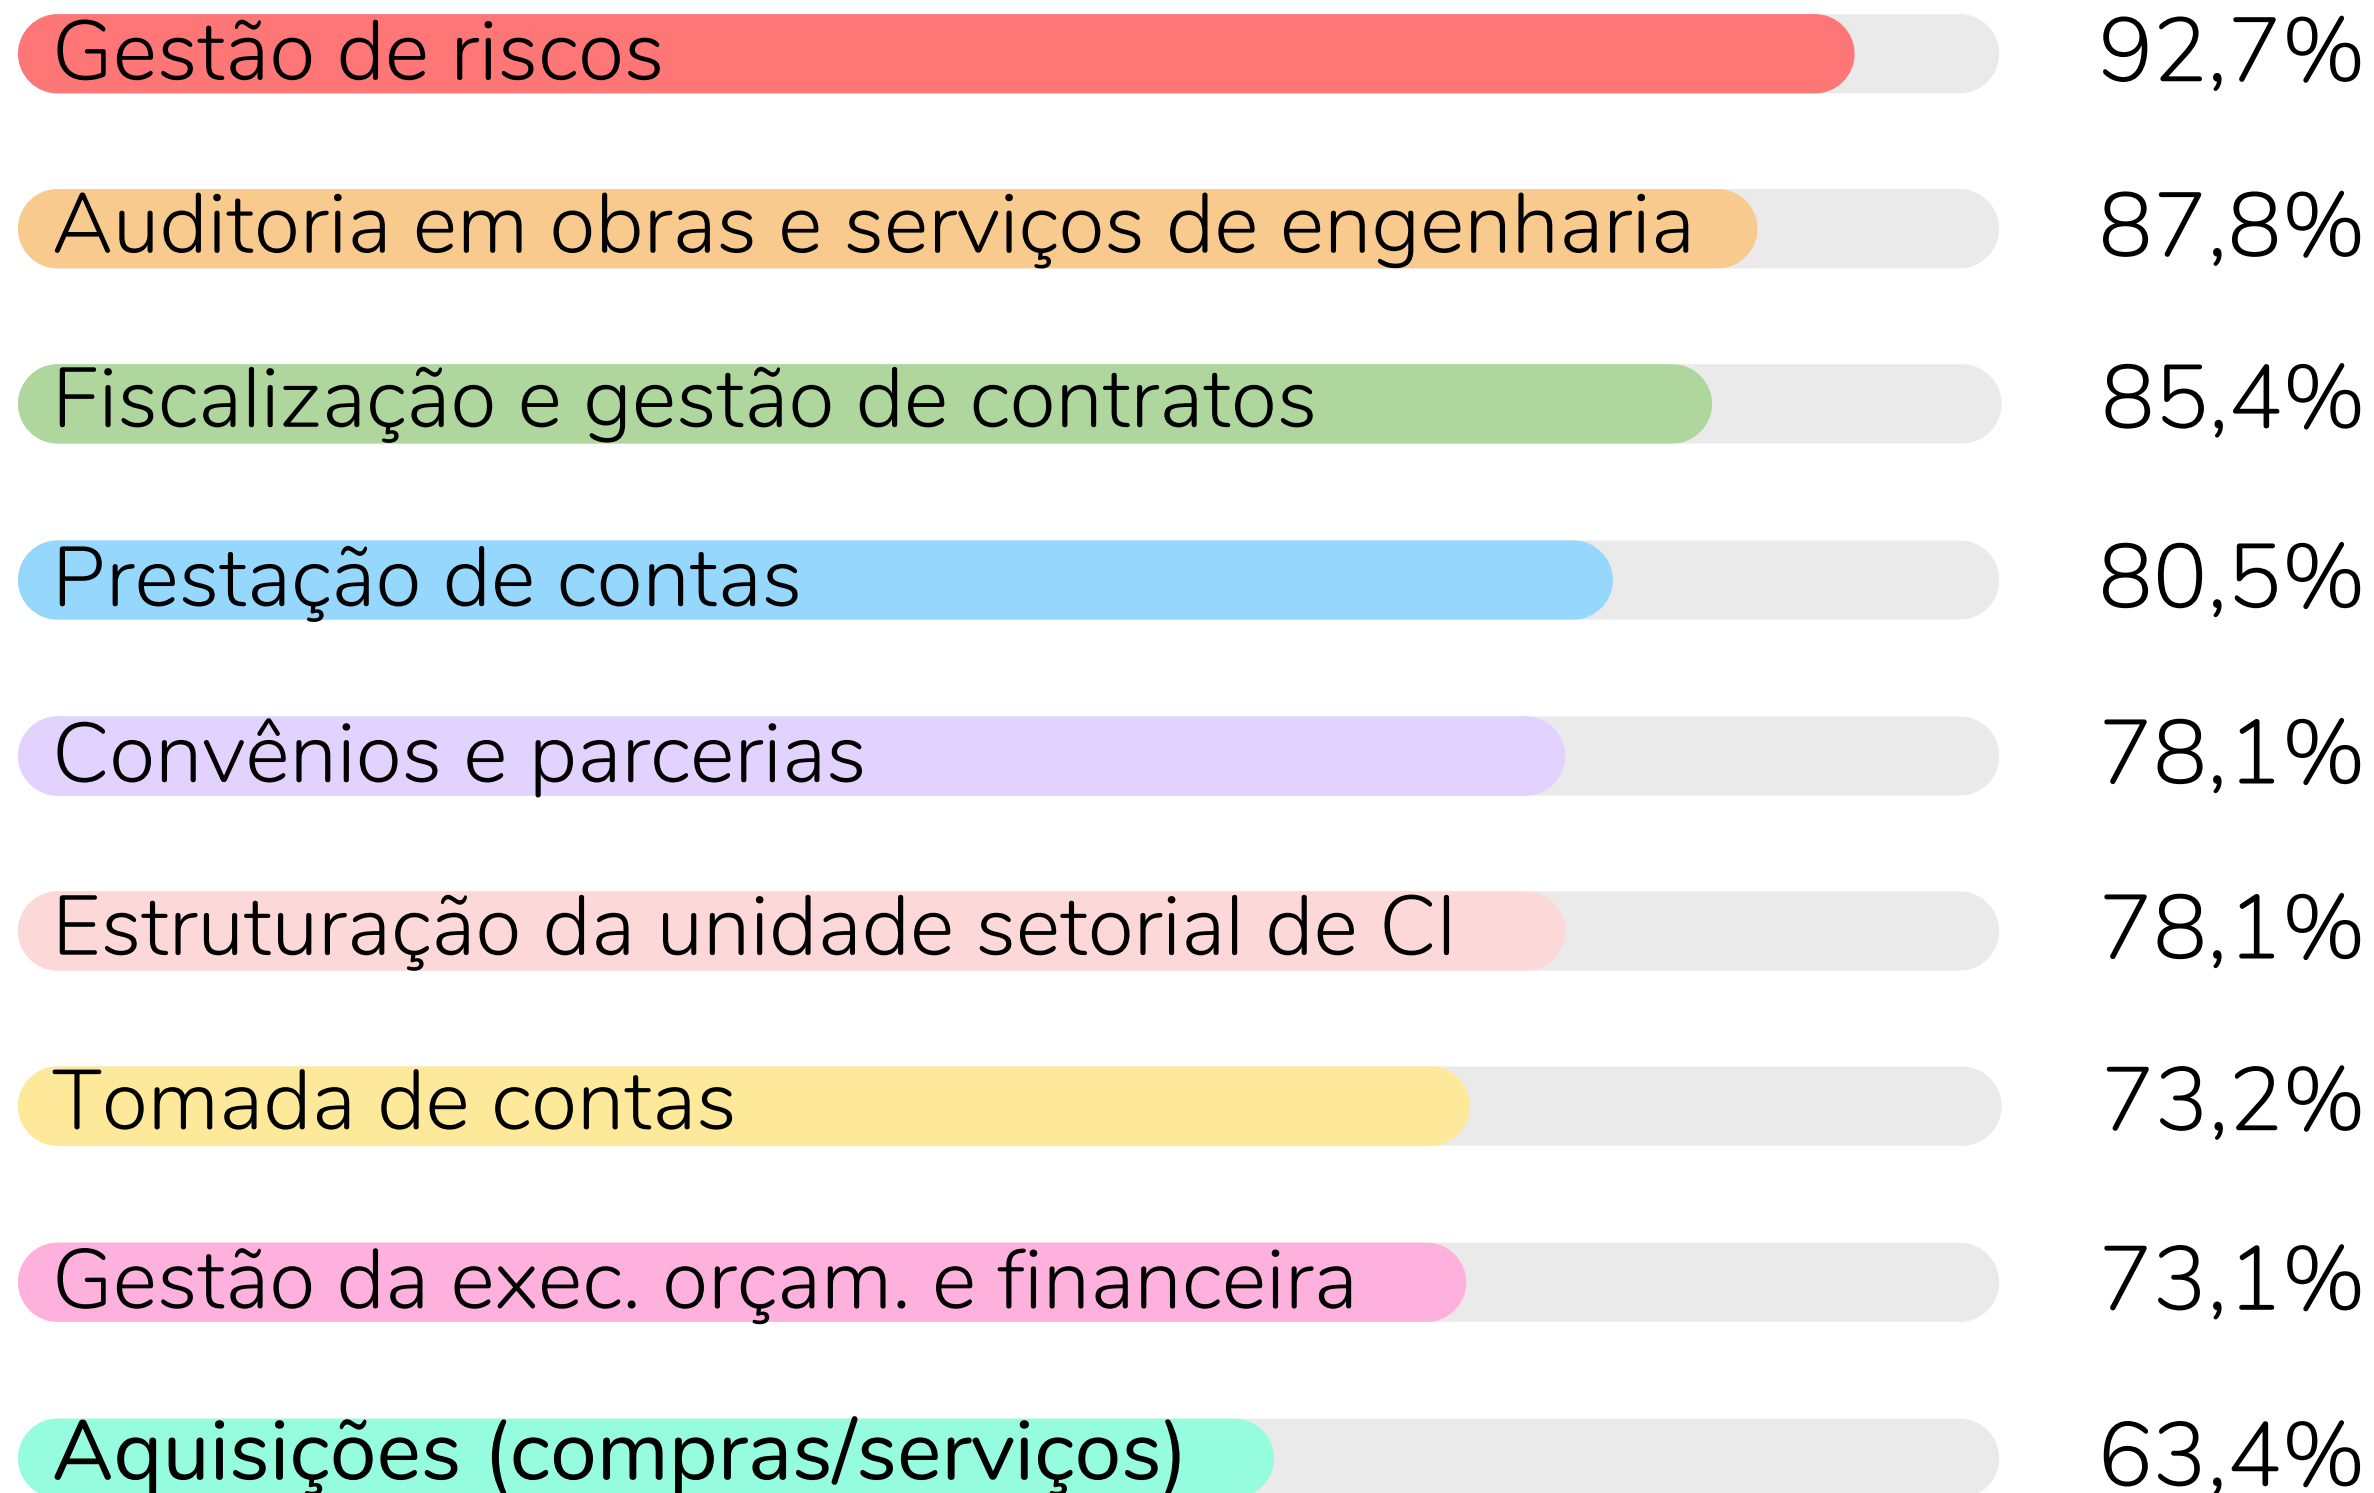 Gestão de riscos 92,7%
Auditoria em obras e serviços de engenharia 87,8%
Fiscalização e gestão de contratos 85,4%
Prestação de contas 80,5%
Convênios e parcerias 78,1%
Estruturação da unidade setorial de CI 78,1%
Tomada de contas 73,2%
Gestão da exec. orçam. e financeira 73,1%
Aquisições (compras/serviços) 63,4%